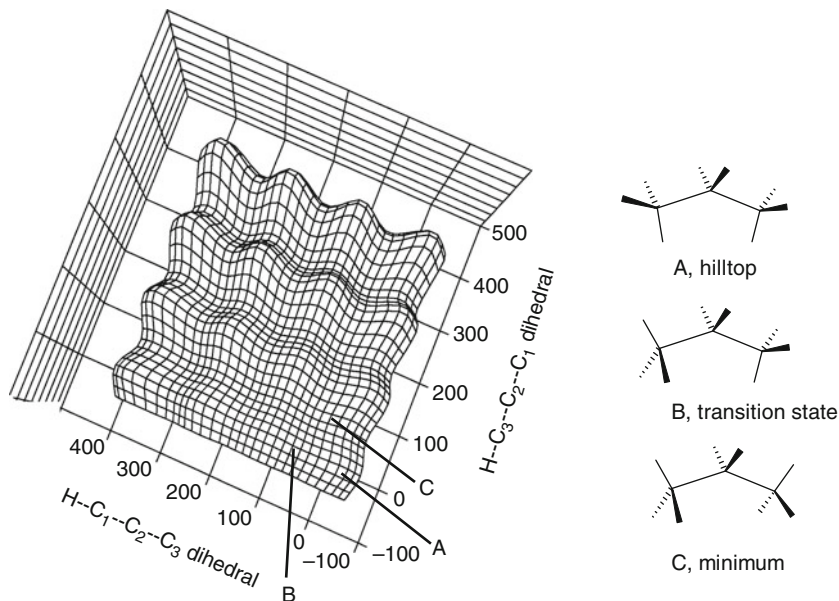 500
400
300
200
100
0
-100
H--C₃--C₂--C₁ dihedral
400
300
200
100
0
–100
H--C₁--C₂--C₃ dihedral
A
B
C
A, hilltop
B, transition state
C, minimum